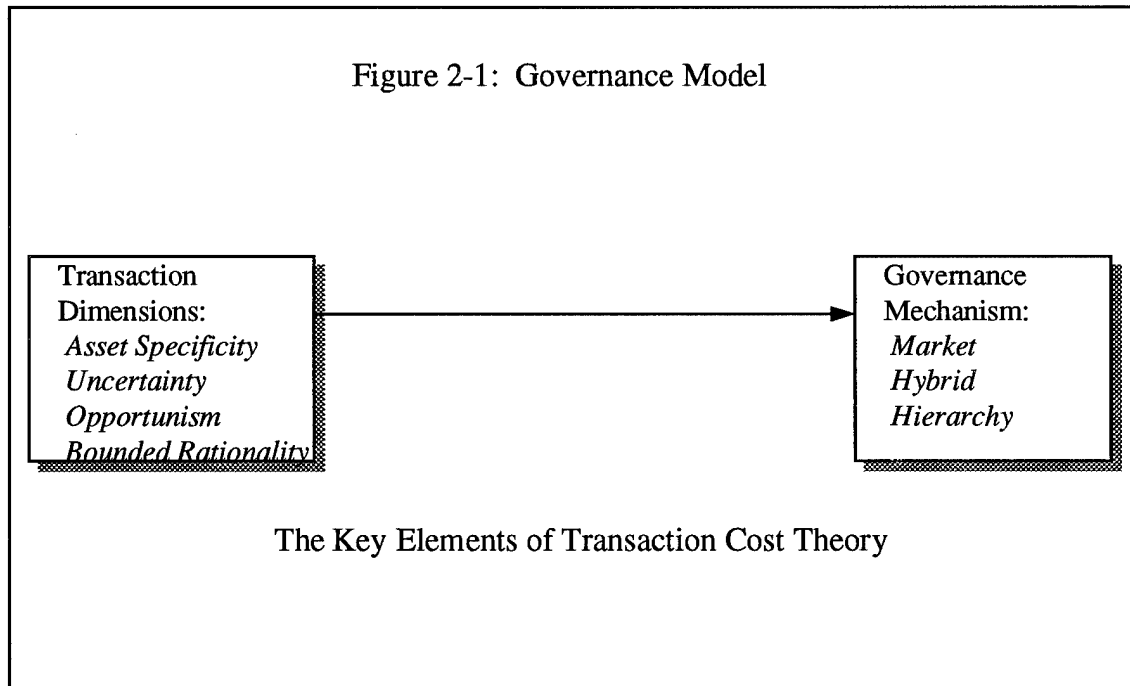 Figure 2-1: Governance Model
Transaction
Dimensions:
Asset Specificity
Uncertainty
Opportunism
Bounded Rationality
Governance
Mechanism:
Market
Hybrid
Hierarchy
The Key Elements of Transaction Cost Theory